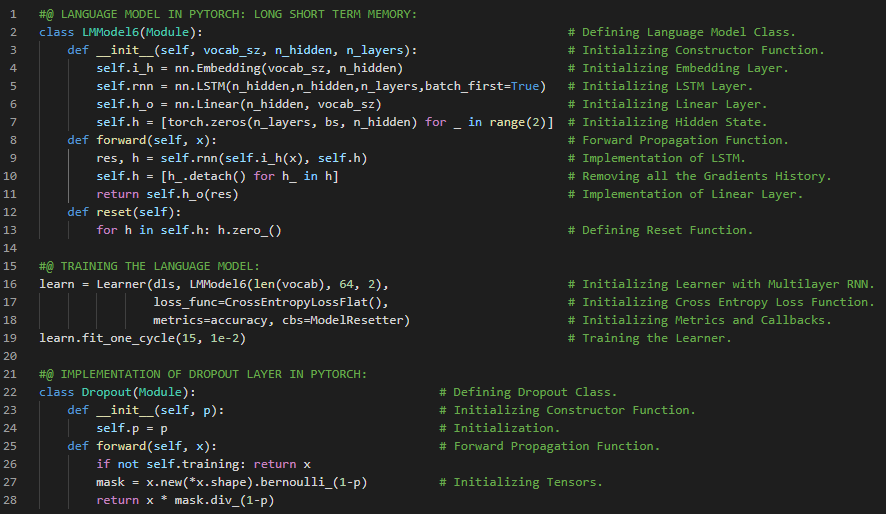 1 #@ LANGUAGE MODEL IN PYTORCH: LONG SHORT TERM MEMORY:
2 class LMModel6(Module): # Defining Language Model Class.
3 def __init__(self, vocab_sz, n_hidden, n_layers): # Initializing Constructor Function.
4 self.i_h = nn.Embedding(vocab_sz, n_hidden) # Initializing Embedding Layer.
5 self.rnn = nn.LSTM(n_hidden,n_hidden,n_layers,batch_first=True) # Initializing LSTM Layer.
6 self.h_o = nn.Linear(n_hidden, vocab_sz) # Initializing Linear Layer.
7 self.h = [torch.zeros(n_layers, bs, n_hidden) for _ in range(2)] # Initializing Hidden State.
8 def forward(self, x): # Forward Propagation Function.
9 res, h = self.rnn(self.i_h(x), self.h) # Implementation of LSTM.
10 self.h = [h_.detach() for h_ in h] # Removing all the Gradients History.
11 return self.h_o(res) # Implementation of Linear Layer.
12 def reset(self):
13 for h in self.h: h.zero_() # Defining Reset Function.
14
15 #@ TRAINING THE LANGUAGE MODEL:
16 learn = Learner(dls, LMModel6(len(vocab), 64, 2), # Initializing Learner with Multilayer RNN.
17 loss_func=CrossEntropyLossFlat(), # Initializing Cross Entropy Loss Function.
18 metrics=accuracy, cbs=ModelResetter) # Initializing Metrics and Callbacks.
19 learn.fit_one_cycle(15, 1e-2) # Training the Learner.
20
21 #@ IMPLEMENTATION OF DROPOUT LAYER IN PYTORCH:
22 class Dropout(Module): # Defining Dropout Class.
23 def __init__(self, p): # Initializing Constructor Function.
24 self.p = p # Initialization.
25 def forward(self, x): # Forward Propagation Function.
26 if not self.training: return x
27 mask = x.new(*x.shape).bernoulli_(1-p) # Initializing Tensors.
28 return x * mask.div_(1-p)